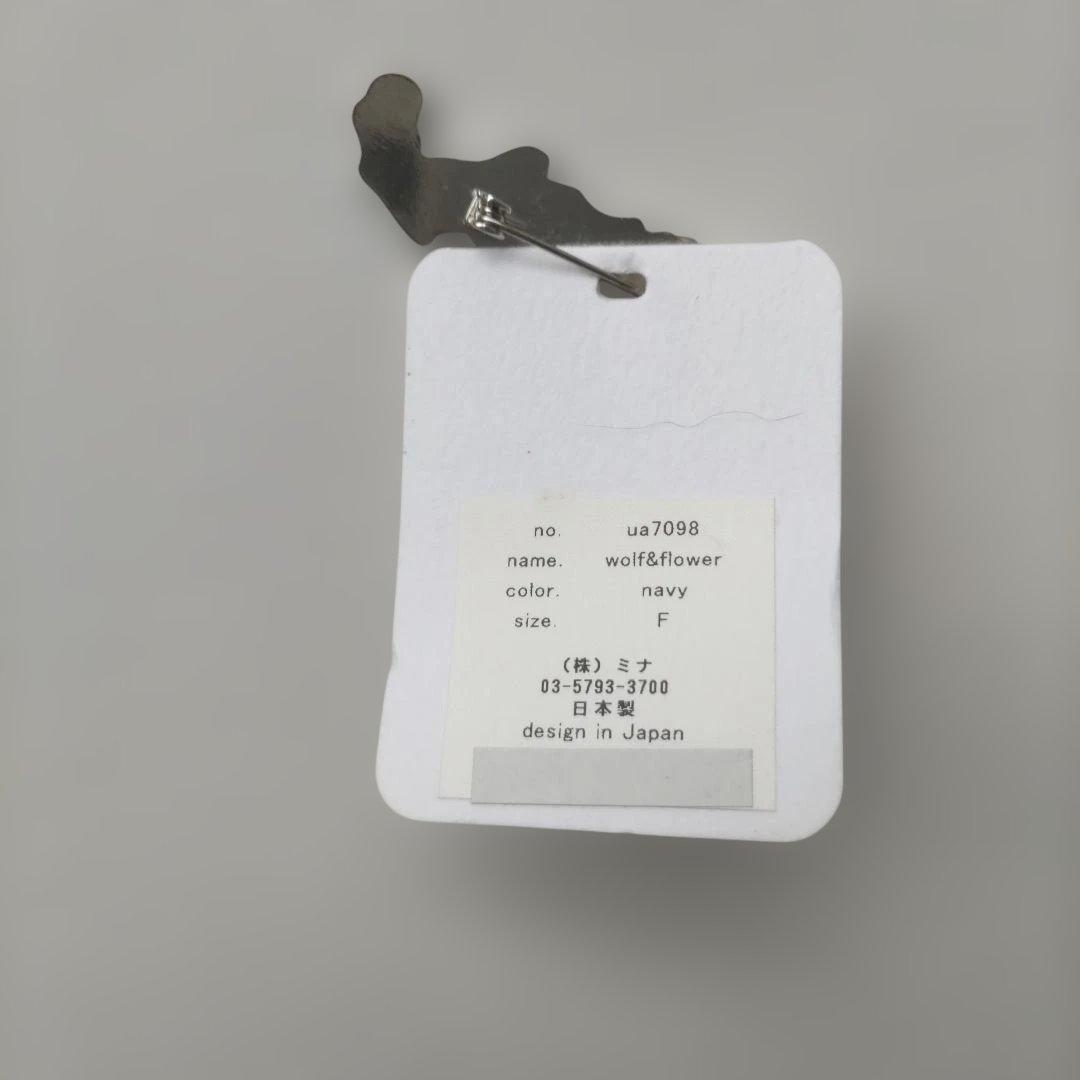 no. ua7098
name. wolf&flower
color. navy
size. F
(株) ミナ
03-5793-3700
日本製
design in Japan